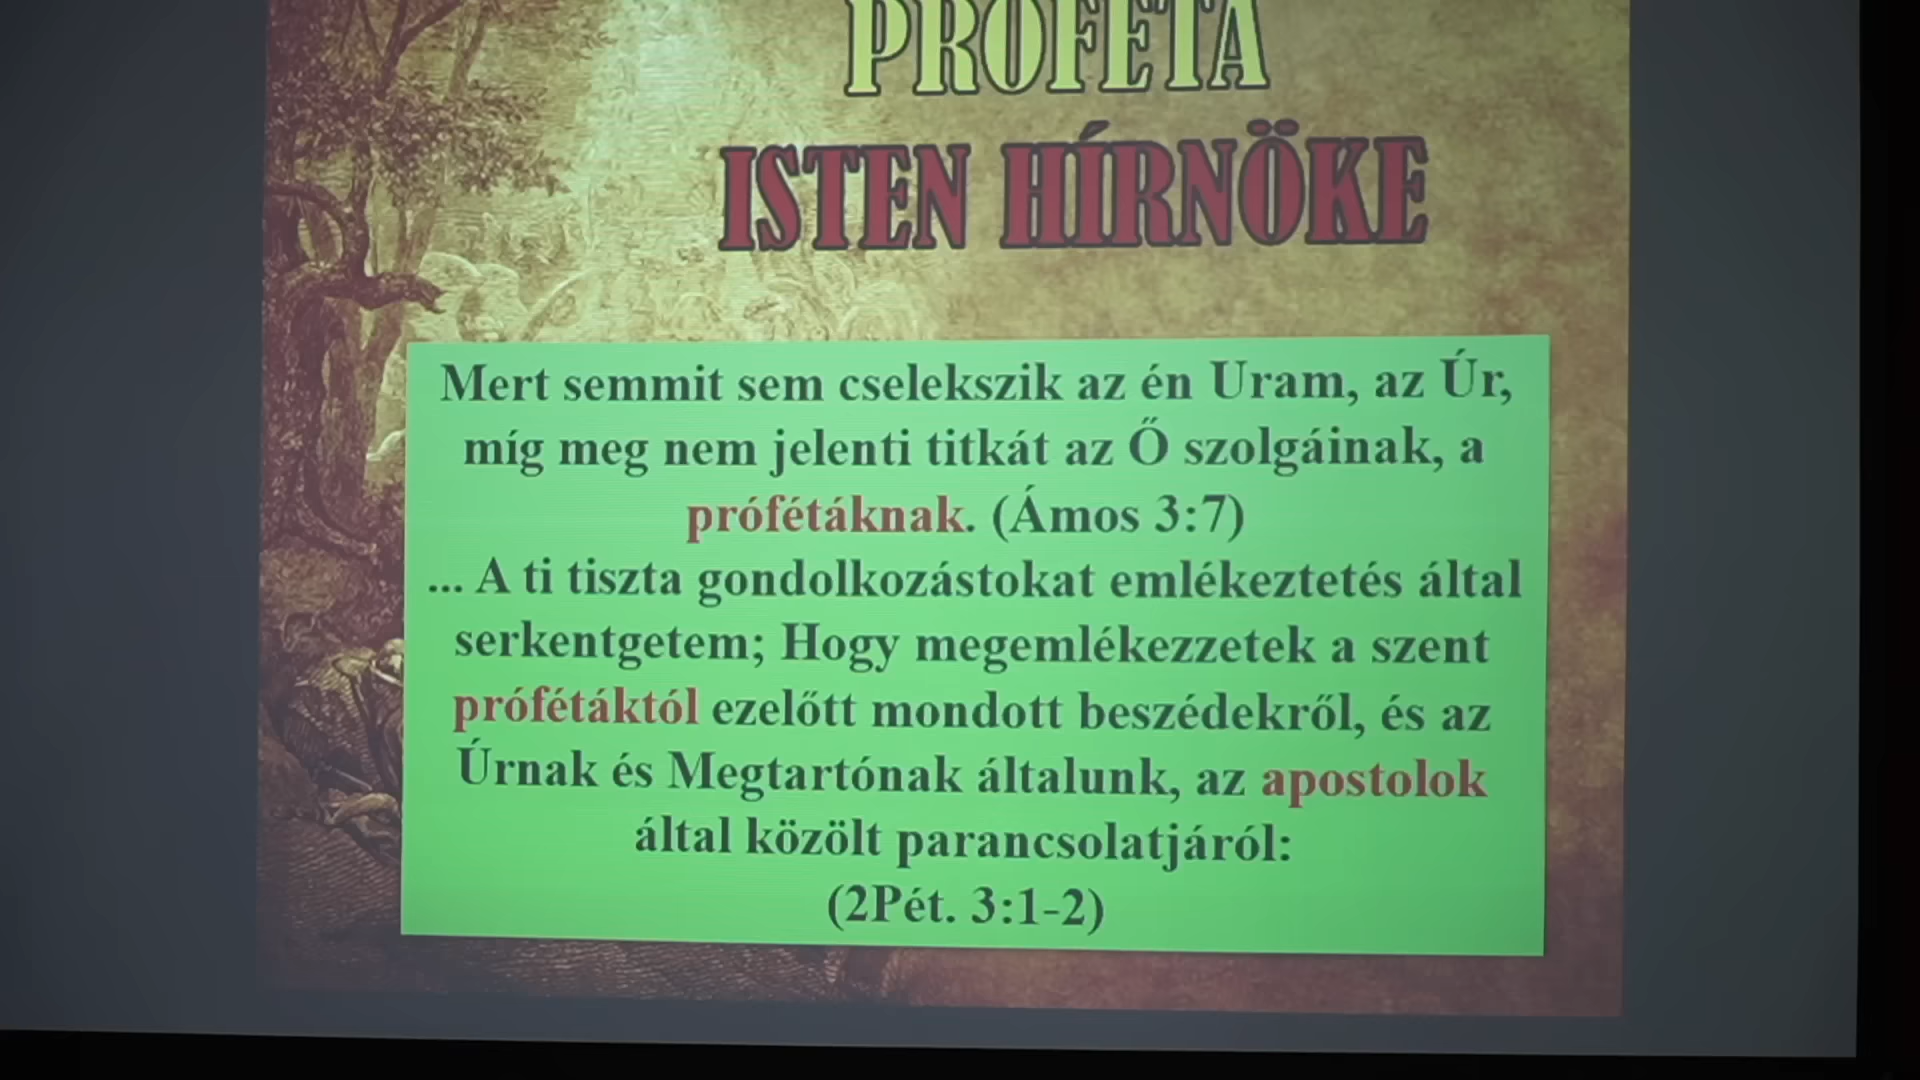 PRÓFÉTA
ISTEN HÍRNÖKE
Mert semmit sem cselekszik az én Uram, az Úr,
míg meg nem jelenti titkát az Ő szolgáinak, a
prófétáknak. (Ámos 3:7)
... A ti tiszta gondolkozástokat emlékeztetés által
serkentgetem; Hogy megemlékezzetek a szent
prófétáktól ezelőtt mondott beszédekről, és az
Úrnak és Megtartónak általunk, az apostolok
által közölt parancsolatjáról:
(2Pét. 3:1-2)